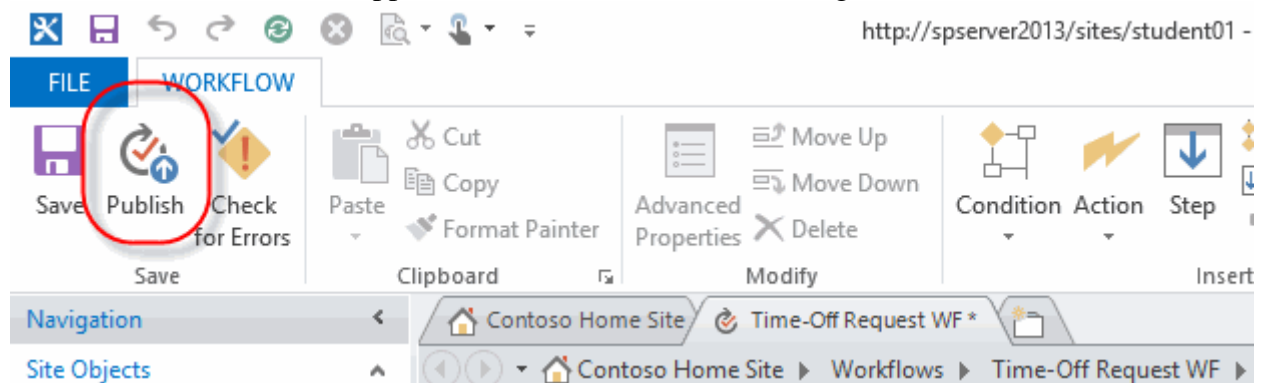 http://spserver2013/sites/student01 -
FILE WORKFLOW
Save Publish Check for Errors
Paste
Cut
Copy
Format Painter
Advanced Properties
Move Up
Move Down
Delete
Condition Action Step
Save Clipboard Modify Insert
Navigation
Contoso Home Site Time-Off Request WF *
Site Objects
Contoso Home Site Workflows Time-Off Request WF